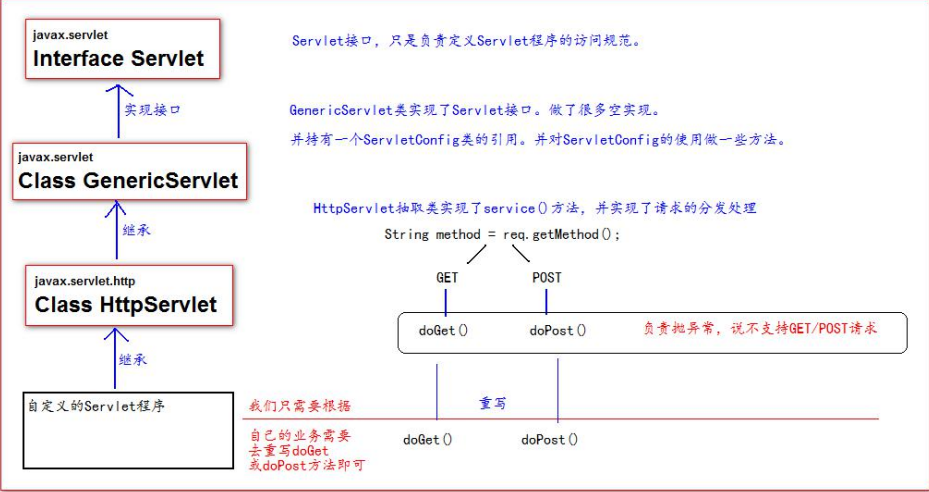 javax.servlet
Interface Servlet
Servlet接口，只是负责定义Servlet程序的访问规范。
实现接口
GenericServlet类实现了Servlet接口。做了很多空实现。
并持有一个ServletConfig类的引用。并对ServletConfig的使用做一些方法。
javax.servlet
Class GenericServlet
继承
HttpServlet抽取类实现了service()方法，并实现了请求的分发处理
String method = req.getMethod();
GET
POST
javax.servlet.http
Class HttpServlet
doGet()
doPost()
负责抛异常，说不支持GET/POST请求
继承
自定义的Servlet程序
我们只需要根据
自己的业务需要
去重写doGet
或doPost方法即可
重写
doGet()
doPost()